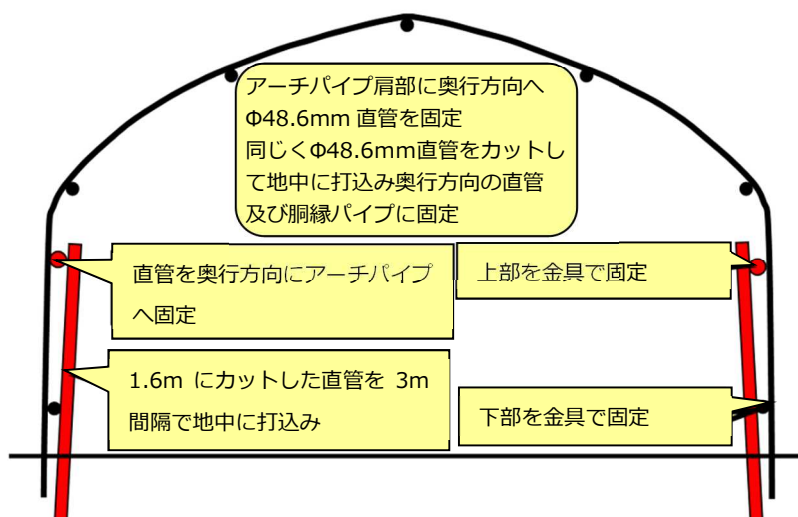 アーチパイプ肩部に奥行方向へ
Φ48.6mm 直管を固定
同じくΦ48.6mm直管をカットし
て地中に打込み奥行方向の直管
及び胴縁パイプに固定
直管を奥行方向にアーチパイプ
へ固定
上部を金具で固定
1.6m にカットした直管を 3m
間隔で地中に打込み
下部を金具で固定